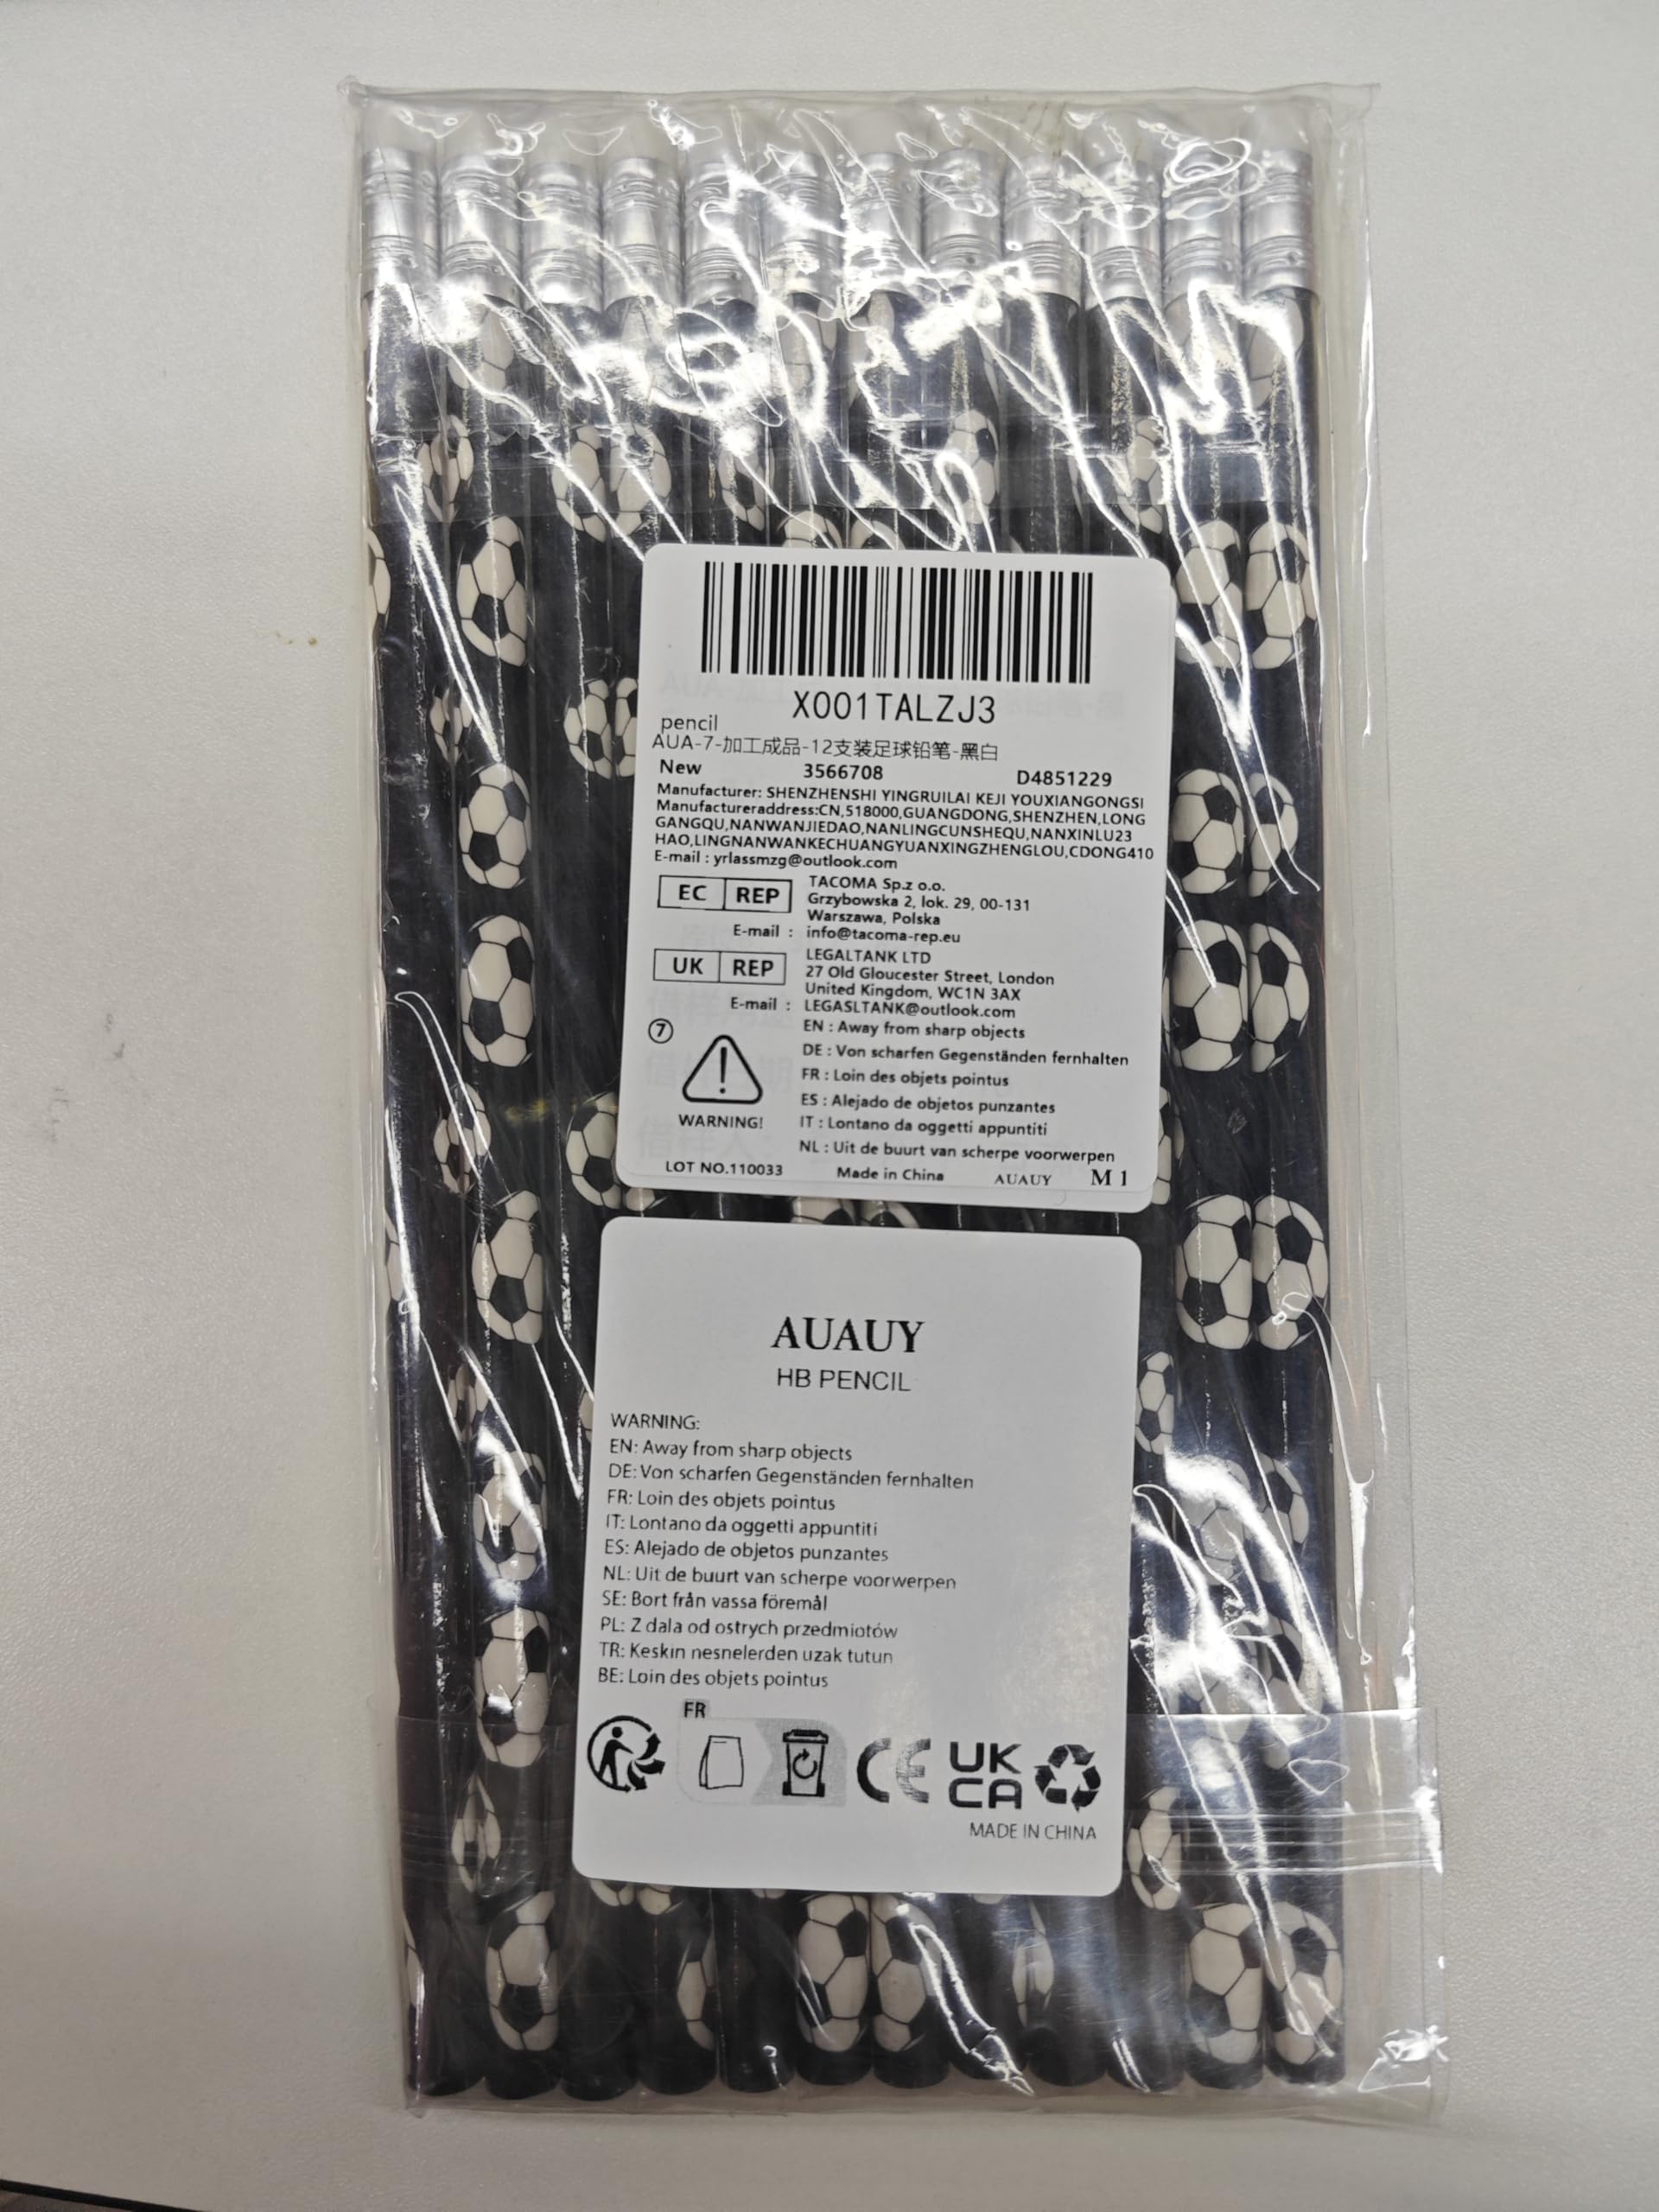 X001TALZJ3
pencil
AUA-7-加工成品-12支装足球铅笔-黑白
New 3566708 D4851229
Manufacturer: SHENZHENSHI YINGRUILAI KEJI YOUXIANGONGSI
Manufactureraddress:CN,518000,GUANGDONG,SHENZHEN,LONG
GANGQU,NANWANJIEDAO,NANLINGCUNSHEQU,NANXINLU23
HAO,LINGNANWANKECHUANGYUANXINGZHENGLOU,CDONG410
E-mail : yrlassmzg@outlook.com
EC REP TACOMA Sp.z o.o.
Grzybowska 2, lok. 29, 00-131
Warszawa, Polska
E-mail : info@tacoma-rep.eu
UK REP LEGALTANK LTD
27 Old Gloucester Street, London
United Kingdom, WC1N 3AX
E-mail : LEGASLTANK@outlook.com
⑦
WARNING!
EN : Away from sharp objects
DE : Von scharfen Gegenständen fernhalten
FR : Loin des objets pointus
ES : Alejado de objetos punzantes
IT : Lontano da oggetti appuntiti
NL : Uit de buurt van scherpe voorwerpen
LOT NO.110033 Made in China AUAUY M 1
AUAUY
HB PENCIL
WARNING:
EN: Away from sharp objects
DE: Von scharfen Gegenständen fernhalten
FR: Loin des objets pointus
IT: Lontano da oggetti appuntiti
ES: Alejado de objetos punzantes
NL: Uit de buurt van scherpe voorwerpen
SE: Bort från vassa föremål
PL: Z dala od ostrych przedmiotów
TR: Keskin nesnelerden uzak tutun
BE: Loin des objets pointus
FR
CE UK
CA
MADE IN CHINA